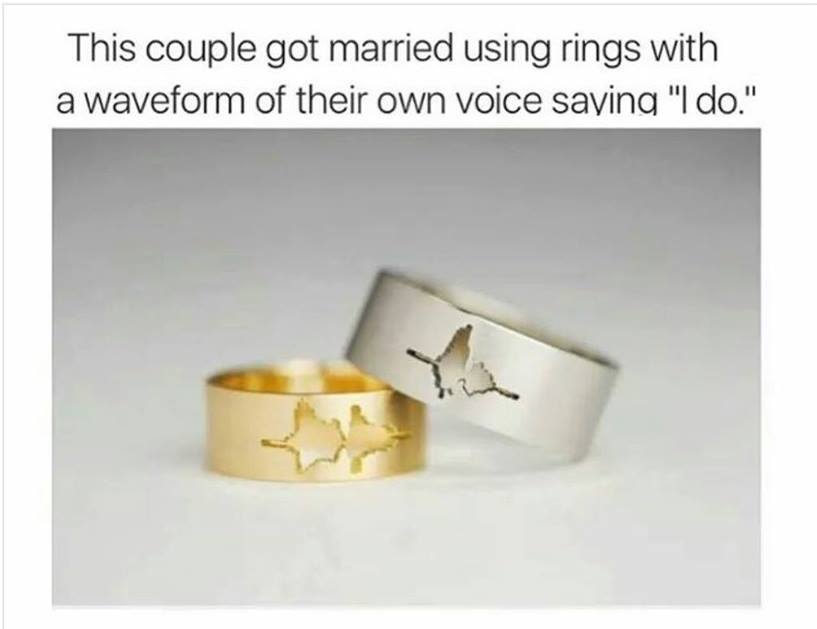 This couple got married using rings with
a waveform of their own voice saying "I do."